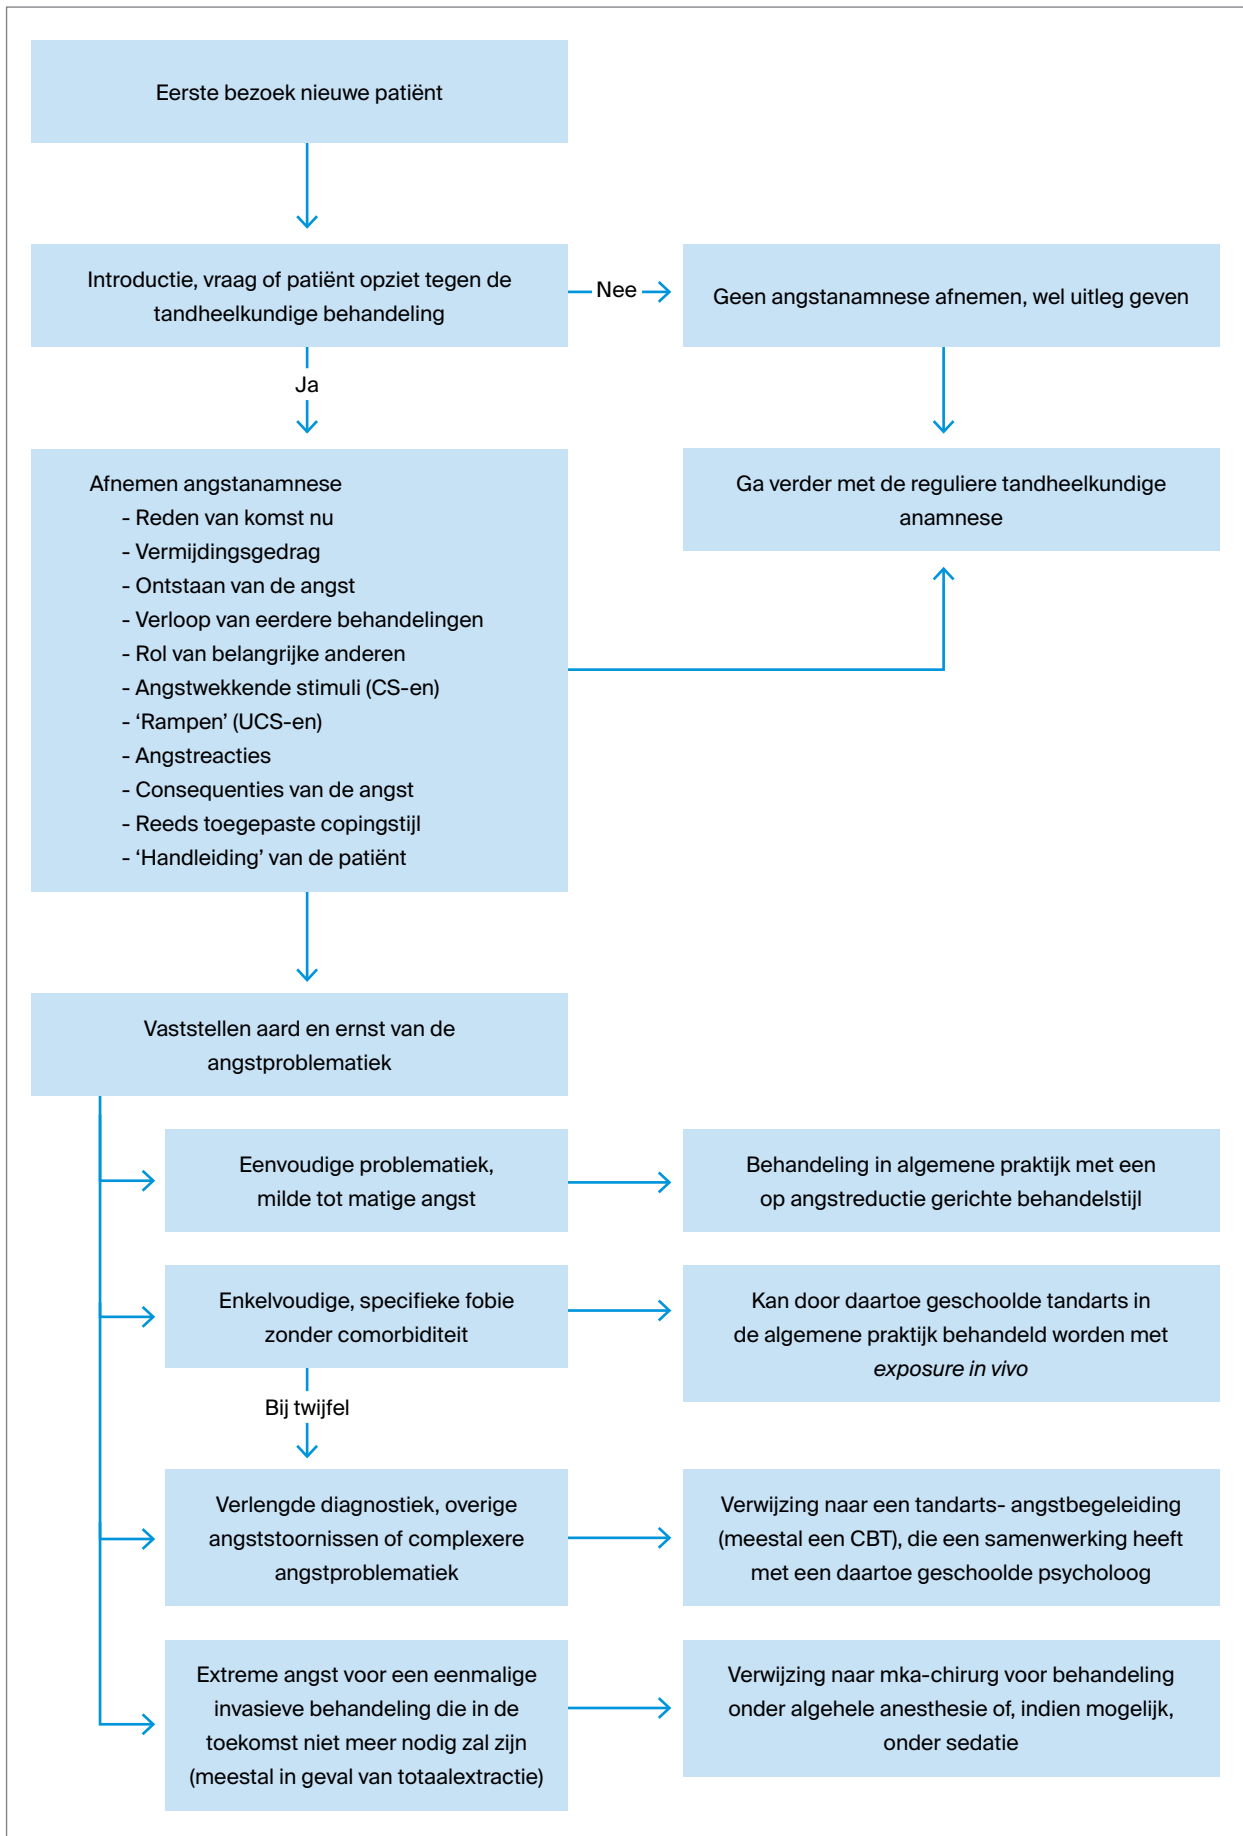 Eerste bezoek nieuwe patiënt
Introductie, vraag of patiënt opziet tegen de
tandheelkundige behandeling
Nee
Geen angstanamnese afnemen, wel uitleg geven
Ja
Afnemen angstanamnese
- Reden van komst nu
- Vermijdingsgedrag
- Ontstaan van de angst
- Verloop van eerdere behandelingen
- Rol van belangrijke anderen
- Angstwekkende stimuli (CS-en)
- ‘Rampen’ (UCS-en)
- Angstreacties
- Consequenties van de angst
- Reeds toegepaste copingstijl
- ‘Handleiding’ van de patiënt
Ga verder met de reguliere tandheelkundige
anamnese
Vaststellen aard en ernst van de
angstproblematiek
Eenvoudige problematiek,
milde tot matige angst
Behandeling in algemene praktijk met een
op angstreductie gerichte behandelstijl
Enkelvoudige, specifieke fobie
zonder comorbiditeit
Kan door daartoe geschoolde tandarts in
de algemene praktijk behandeld worden met
exposure in vivo
Bij twijfel
Verlengde diagnostiek, overige
angststoornissen of complexere
angstproblematiek
Verwijzing naar een tandarts- angstbegeleiding
(meestal een CBT), die een samenwerking heeft
met een daartoe geschoolde psycholoog
Extreme angst voor een eenmalige
invasieve behandeling die in de
toekomst niet meer nodig zal zijn
(meestal in geval van totaalextractie)
Verwijzing naar mka-chirurg voor behandeling
onder algehele anesthesie of, indien mogelijk,
onder sedatie